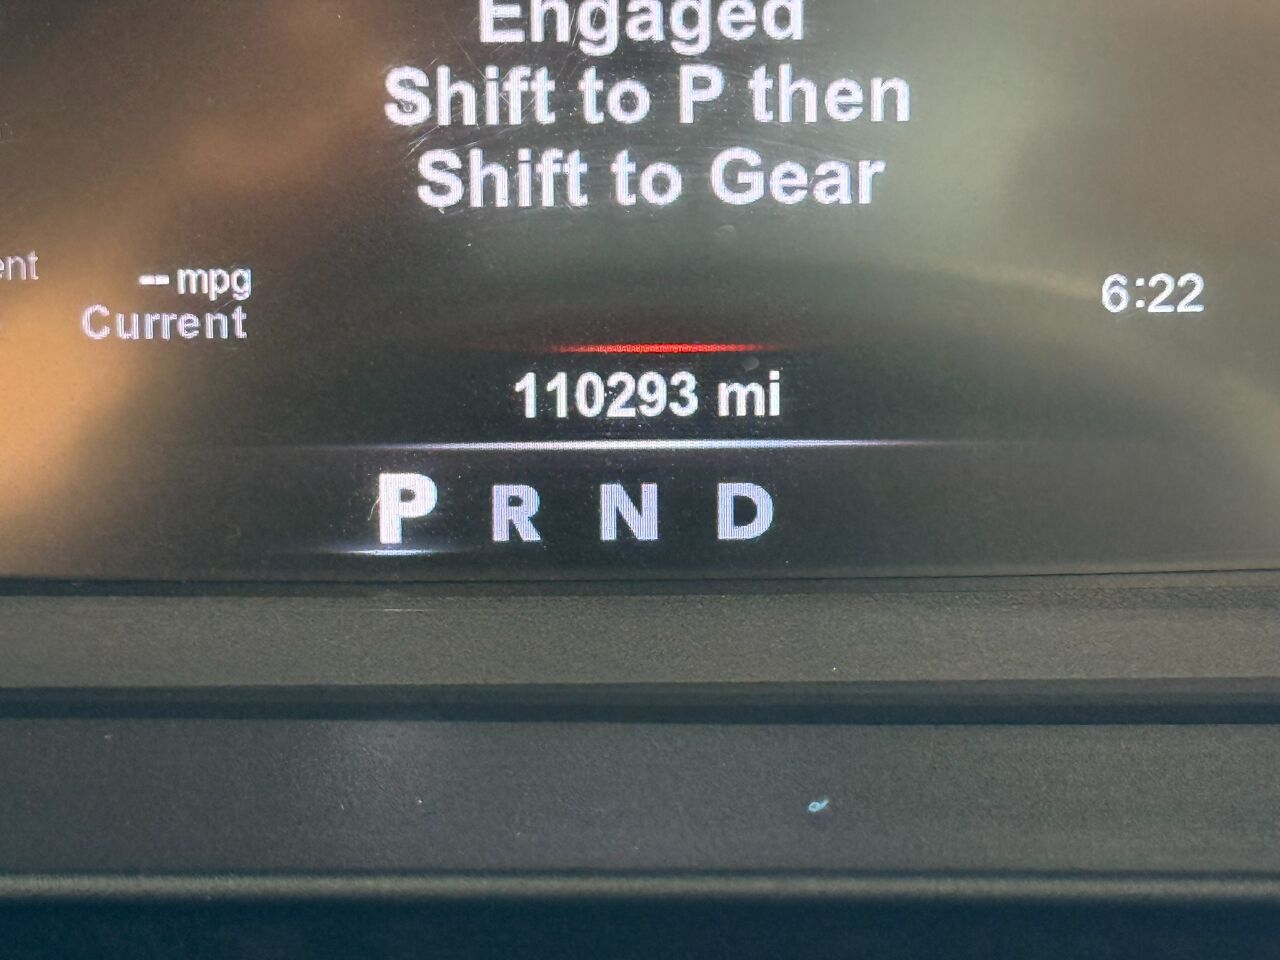 Engaged
Shift to P then
Shift to Gear
-- mpg
Current
6:22
110293 mi
P R N D